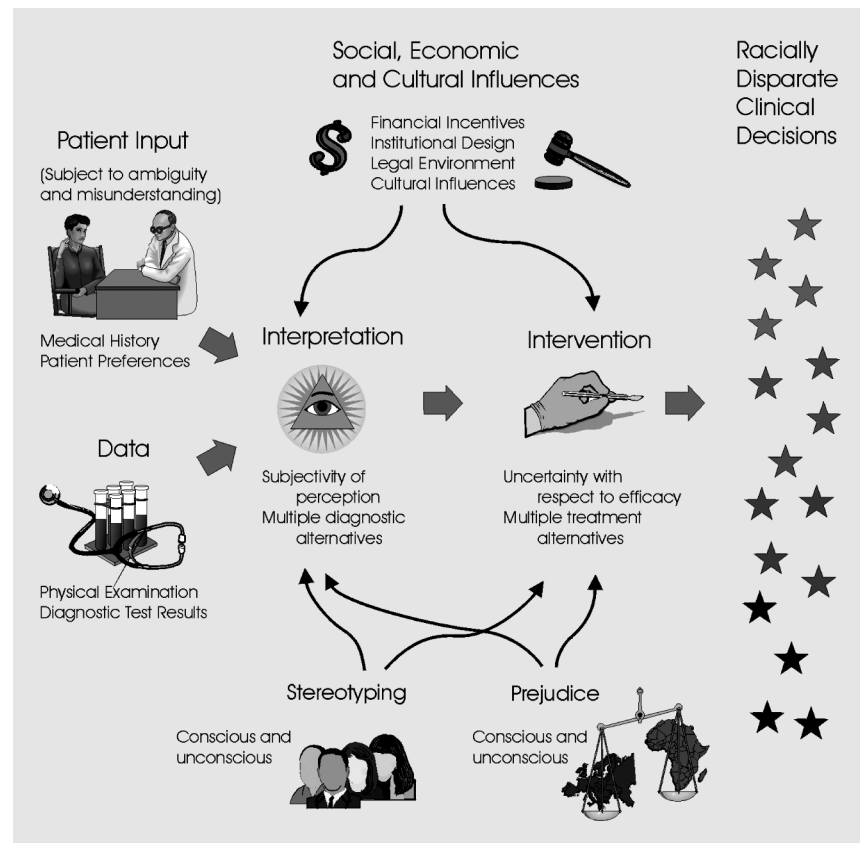 Social, Economic
and Cultural Influences
Financial Incentives
Institutional Design
Legal Environment
Cultural Influences
Racially
Disparate
Clinical
Decisions
Patient Input
(Subject to ambiguity
and misunderstanding)
Medical History
Patient Preferences
Data
Physical Examination
Diagnostic Test Results
Interpretation
Subjectivity of
perception
Multiple diagnostic
alternatives
Intervention
Uncertainty with
respect to efficacy
Multiple treatment
alternatives
Stereotyping
Conscious and
unconscious
Prejudice
Conscious and
unconscious